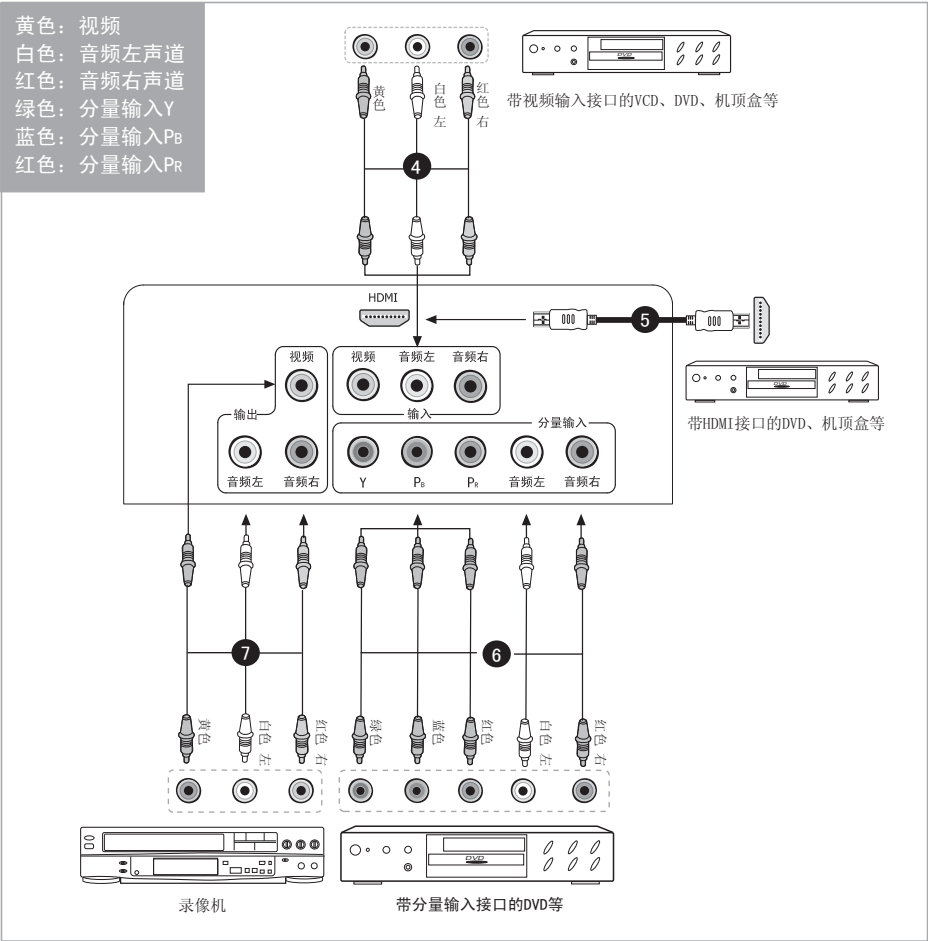 黄色：视频
白色：音频左声道
红色：音频右声道
绿色：分量输入Y
蓝色：分量输入PB
红色：分量输入PR
DVD
黄色
白色 左
红色 右
带视频输入接口的VCD、DVD、机顶盒等
4
HDMI
5
视频
视频 音频左 音频右
DVD
输出
输入
分量输入
带HDMI接口的DVD、机顶盒等
音频左 音频右
Y PB PR 音频左 音频右
7
6
黄色
白色 左
红色 右
绿色
蓝色
红色
白色 左
红色 右
DVD
录像机
带分量输入接口的DVD等